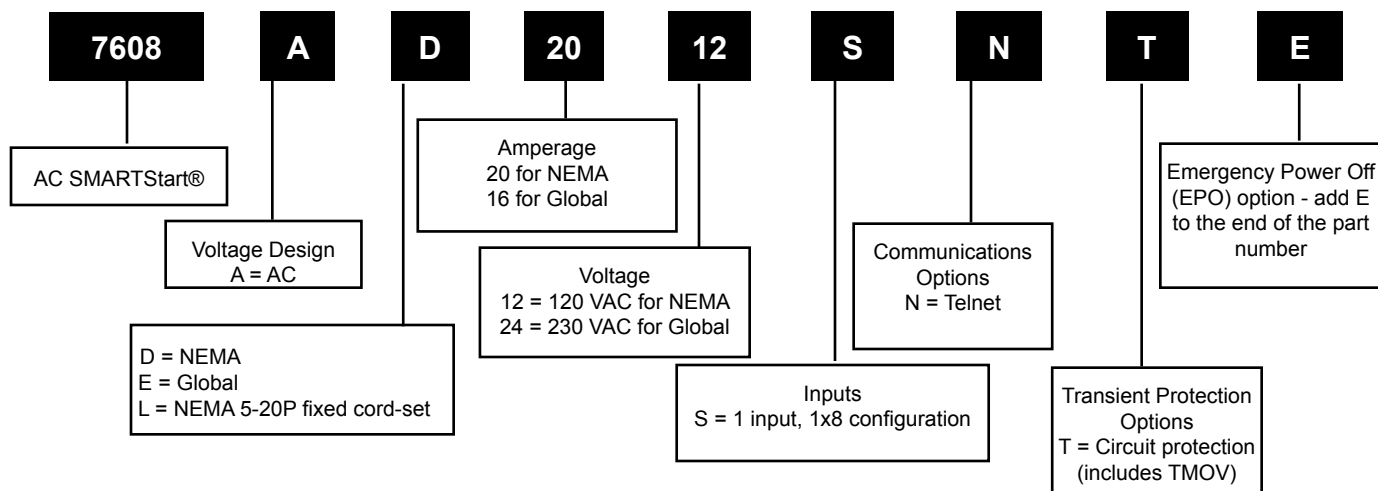 7608 A D 20 12 S N T E
AC SMARTStart®
Voltage Design
A = AC
D = NEMA
E = Global
L = NEMA 5-20P fixed cord-set
Amperage
20 for NEMA
16 for Global
Voltage
12 = 120 VAC for NEMA
24 = 230 VAC for Global
Inputs
S = 1 input, 1x8 configuration
Communications
Options
N = Telnet
Transient Protection
Options
T = Circuit protection
(includes TMOV)
Emergency Power Off
(EPO) option - add E
to the end of the part
number